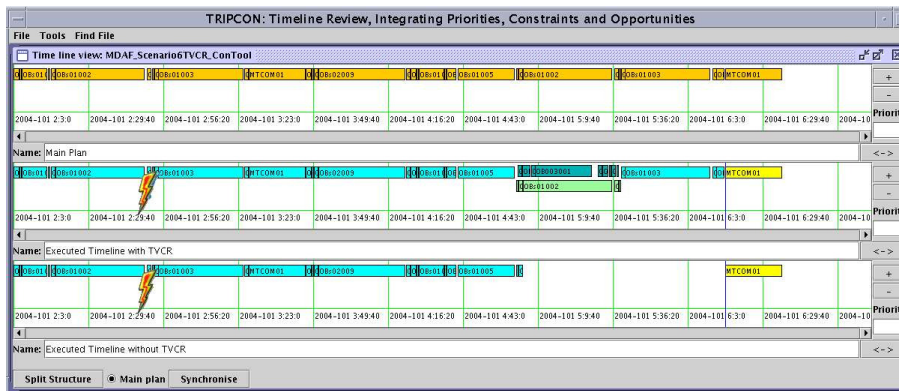 TRIPCON: Timeline Review, Integrating Priorities, Constraints and Opportunities
File Tools Find File
Time line view: MDAF_Scenario6TVCR_ConTool
OBs01002 OBs01003 MTCOM01 OBs02009 OBs01005 OBs01002 OBs01003 MTCOM01
+
-
2004-101 2:3:0 2004-101 2:29:40 2004-101 2:56:20 2004-101 3:23:0 2004-101 3:49:40 2004-101 4:16:20 2004-101 4:43:0 2004-101 5:9:40 2004-101 5:36:20 2004-101 6:3:0 2004-101 6:29:40 2004-10
Priorit
Name: Main Plan
<->
OBs01002 OBs01003 MTCOM01 OBs02009 OBs01005 OBS03001 OBs01003 MTCOM01
OBs01002
+
-
2004-101 2:3:0 2004-101 2:29:40 2004-101 2:56:20 2004-101 3:23:0 2004-101 3:49:40 2004-101 4:16:20 2004-101 4:43:0 2004-101 5:9:40 2004-101 5:36:20 2004-101 6:3:0 2004-101 6:29:40 2004-10
Priorit
Name: Executed Timeline with TVCR
<->
OBs01002 OBs01003 MTCOM01 OBs02009 OBs01005 MTCOM01
+
-
2004-101 2:3:0 2004-101 2:29:40 2004-101 2:56:20 2004-101 3:23:0 2004-101 3:49:40 2004-101 4:16:20 2004-101 4:43:0 2004-101 5:9:40 2004-101 5:36:20 2004-101 6:3:0 2004-101 6:29:40 2004-10
Priorit
Name: Executed Timeline without TVCR
<->
Split Structure Main plan Synchronise